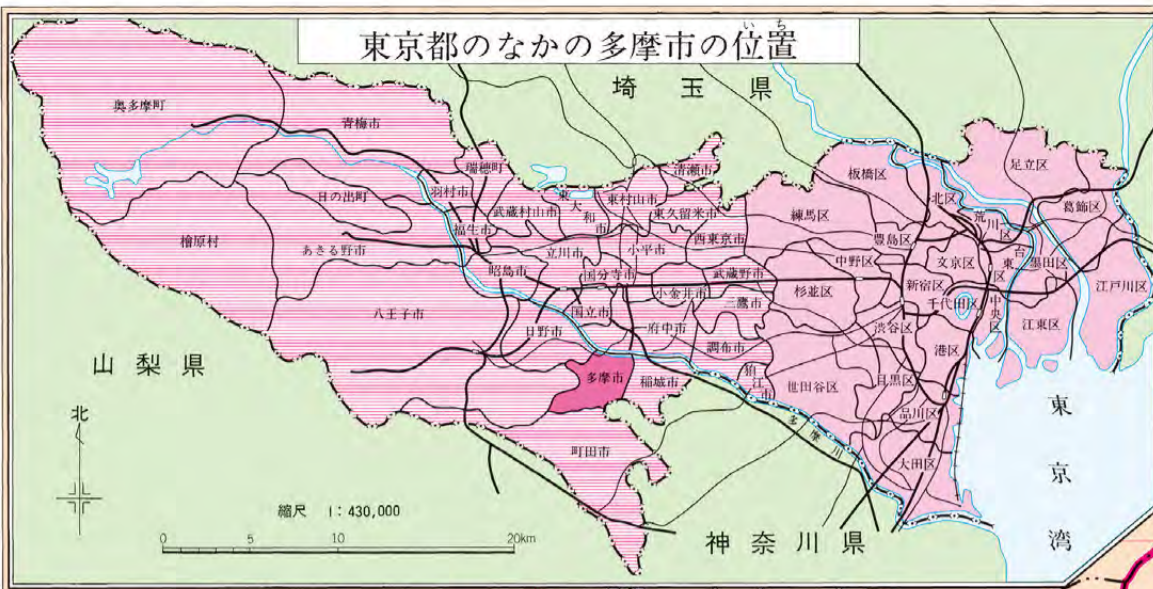 いち
東京都のなかの多摩市の位置
埼玉県
奥多摩町
青梅市
瑞穂町
清瀬市
板橋区
足立区
日の出町
羽村市
東大和市
東村山市
北区
葛飾区
武蔵村山市
東久留米市
練馬区
荒川区
檜原村
あきる野市
福生市
立川市
小平市
西東京市
豊島区
文京区
台東区
墨田区
昭島市
国分寺市
武蔵野市
中野区
新宿区
江戸川区
八王子市
小金井市
三鷹市
杉並区
千代田区
中央区
日野市
国立市
府中市
渋谷区
江東区
調布市
港区
山梨県
多摩市
稲城市
狛江市
世田谷区
目黒区
北
品川区
東京湾
町田市
多摩川
大田区
縮尺 1:430,000
0 5 10 20km
神奈川県